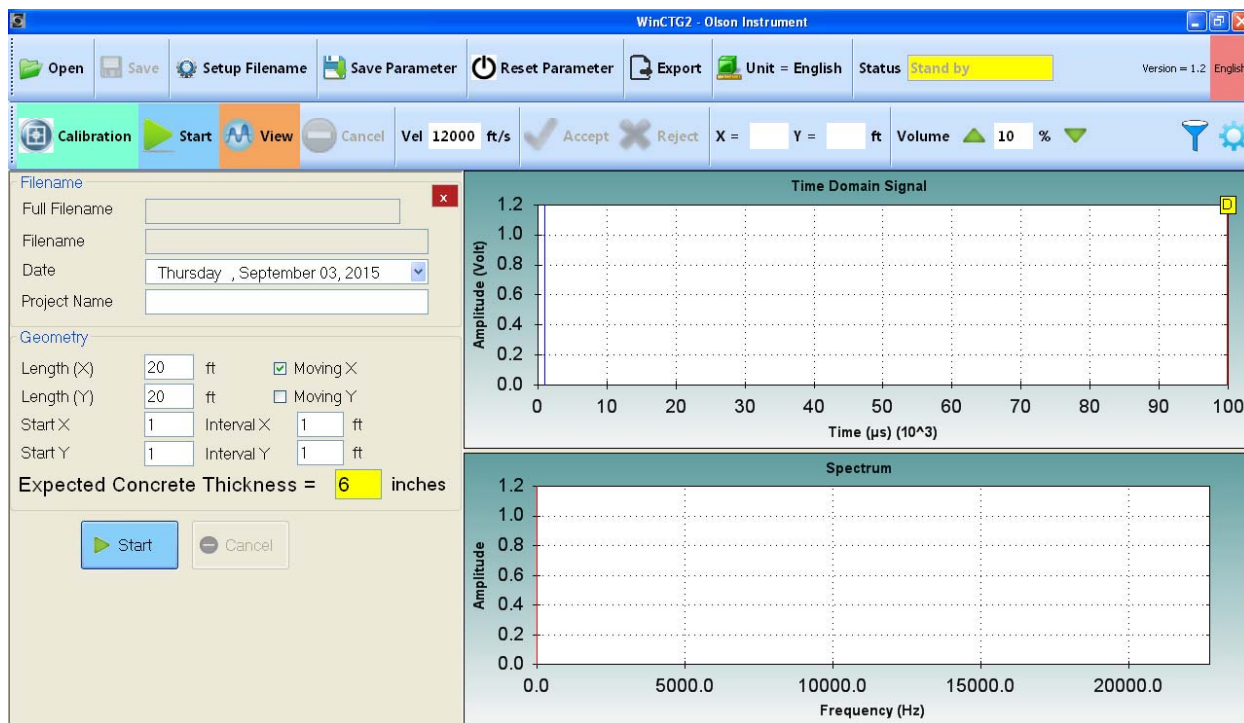 WinCTG2 - Olson Instrument
Open Save Setup Filename Save Parameter Reset Parameter Export Unit = English Status Stand by Version = 1.2 English
Calibration Start View Cancel Vel 12000 ft/s Accept Reject X = Y = ft Volume 10 %
Filename
x
Full Filename
Filename
Date Thursday , September 03, 2015
Project Name
Geometry
Length (X) 20 ft Moving X
Length (Y) 20 ft Moving Y
Start X 1 Interval X 1 ft
Start Y 1 Interval Y 1 ft
Expected Concrete Thickness = 6 inches
Start Cancel
Time Domain Signal
D
Amplitude (Volt)
1.2
1.0
0.8
0.6
0.4
0.2
0.0
0 10 20 30 40 50 60 70 80 90 100
Time (µs) (10^3)
Spectrum
Amplitude
1.2
1.0
0.8
0.6
0.4
0.2
0.0
0.0 5000.0 10000.0 15000.0 20000.0
Frequency (Hz)